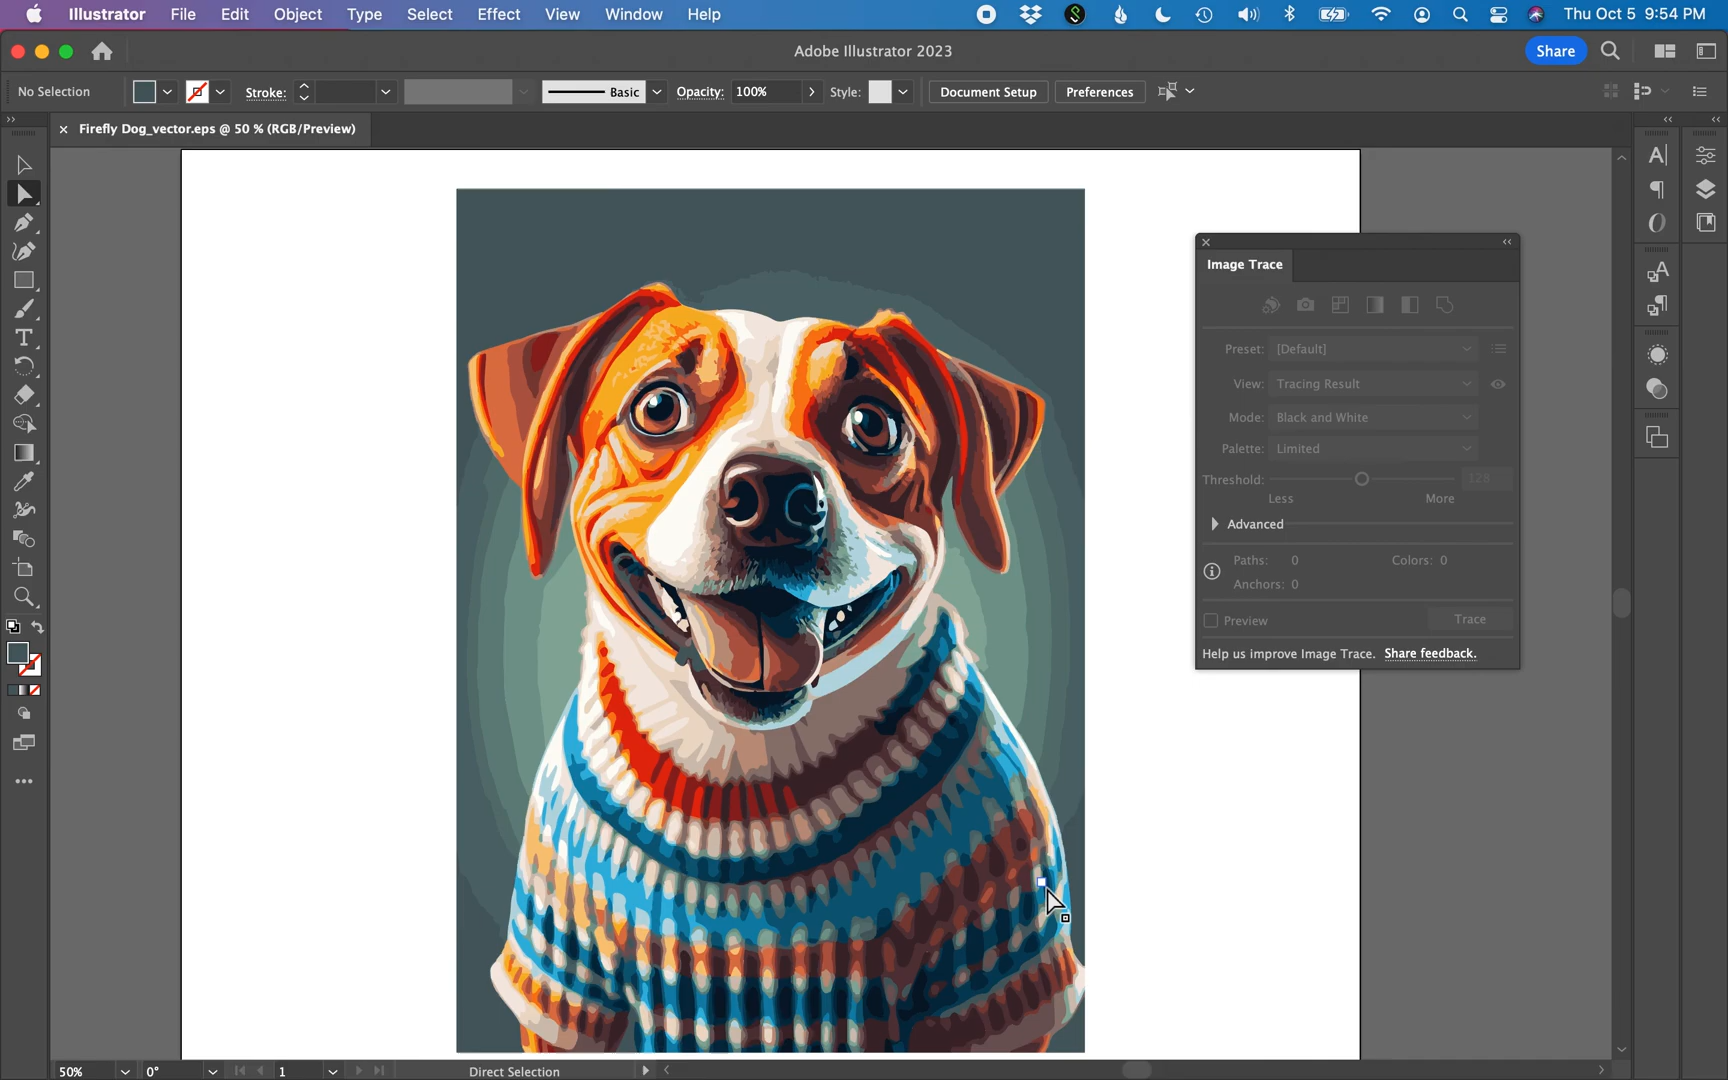 Illustrator File Edit Object Type Select Effect View Window Help Thu Oct 5 9:54 PM
Adobe Illustrator 2023 Share
No Selection Stroke: Basic Opacity: 100% Style: Document Setup Preferences
× Firefly Dog_vector.eps @ 50 % (RGB/Preview)
Image Trace
Preset: [Default]
View: Tracing Result
Mode: Black and White
Palette: Limited
Threshold: 128
Less More
Advanced
Paths: 0 Colors: 0
Anchors: 0
Preview Trace
Help us improve Image Trace. Share feedback.
50% 0° 1 Direct Selection